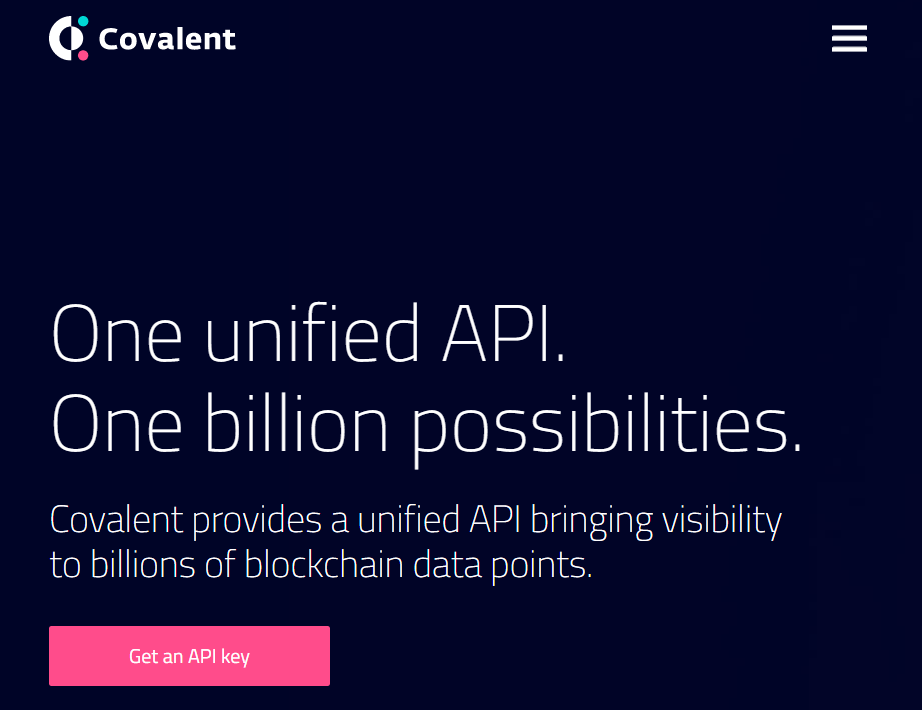 Covalent
One unified API.
One billion possibilities.
Covalent provides a unified API bringing visibility
to billions of blockchain data points.
Get an API key